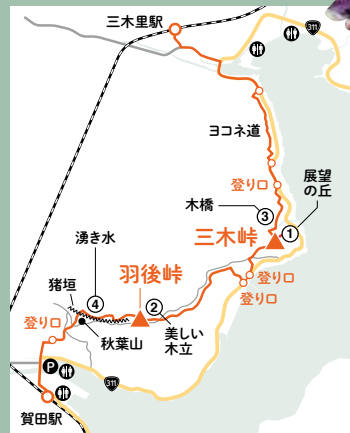 三木里駅
311
ヨコネ道
登り口
展望
の丘
木橋
③
三木峠
①
湧き水
羽後峠
登り口
登り口
猪垣
④
②
美しい
木立
登り口
秋葉山
P
311
賀田駅